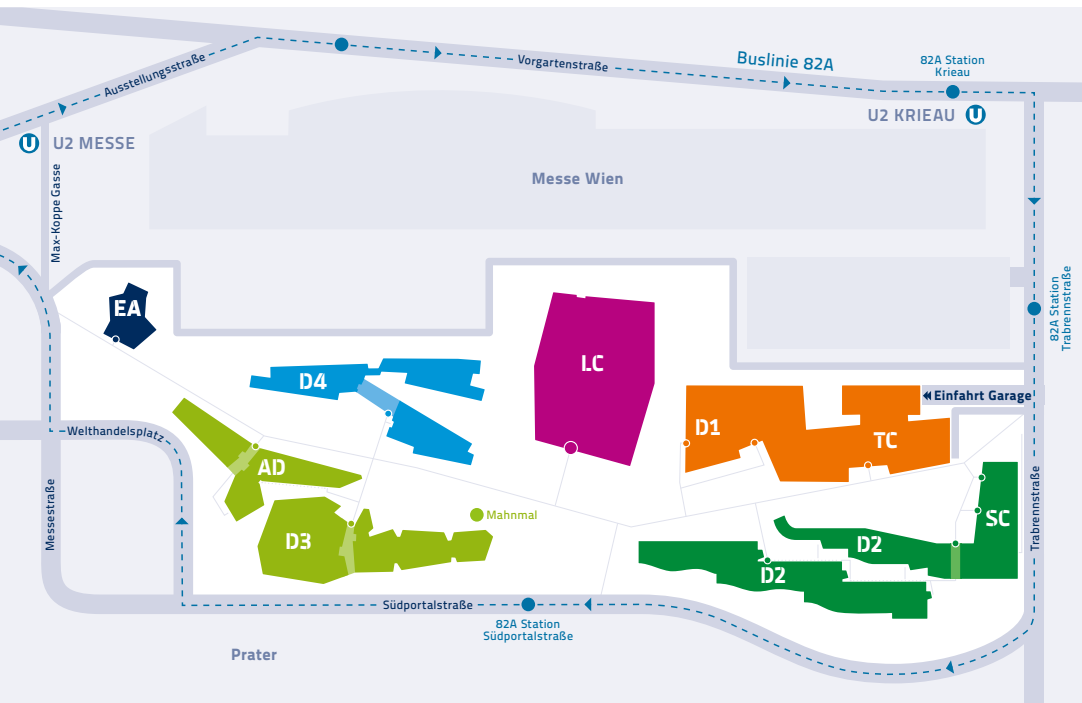 Ausstellungsstraße
Vorgartenstraße
Buslinie 82A
82A Station
Krieau
U2 KRIEAU U
U U2 MESSE
Max-Koppe Gasse
Messe Wien
82A Station
Trabrennstraße
EA
D4
LC
Einfahrt Garage
D1
TC
Welthandelsplatz
AD
Messestraße
D3
Mahnmal
SC
D2
D2
Trabrennstraße
Südportalstraße
82A Station
Südportalstraße
Prater